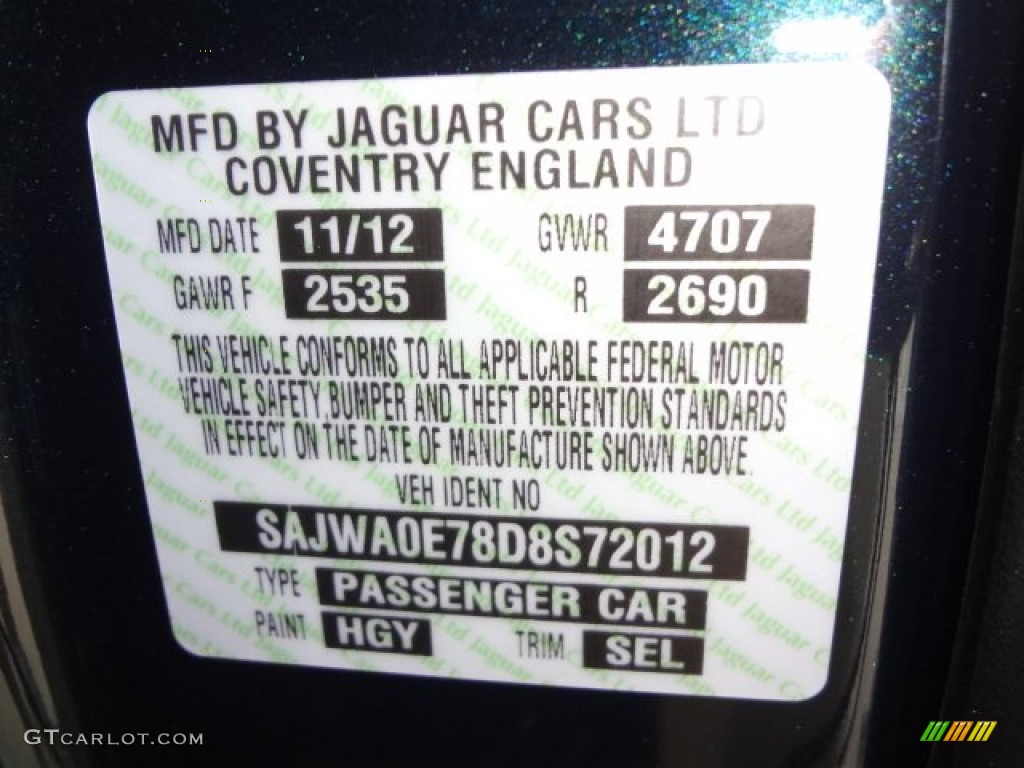 MFD BY JAGUAR CARS LTD
COVENTRY ENGLAND
MFD DATE 11/12 GVWR 4707
GAWR F 2535 R 2690
THIS VEHICLE CONFORMS TO ALL APPLICABLE FEDERAL MOTOR
VEHICLE SAFETY, BUMPER AND THEFT PREVENTION STANDARDS
IN EFFECT ON THE DATE OF MANUFACTURE SHOWN ABOVE.
VEH IDENT NO
SAJWA0E78D8S72012
TYPE PASSENGER CAR
PAINT HGY TRIM SEL
GTCARLOT.COM